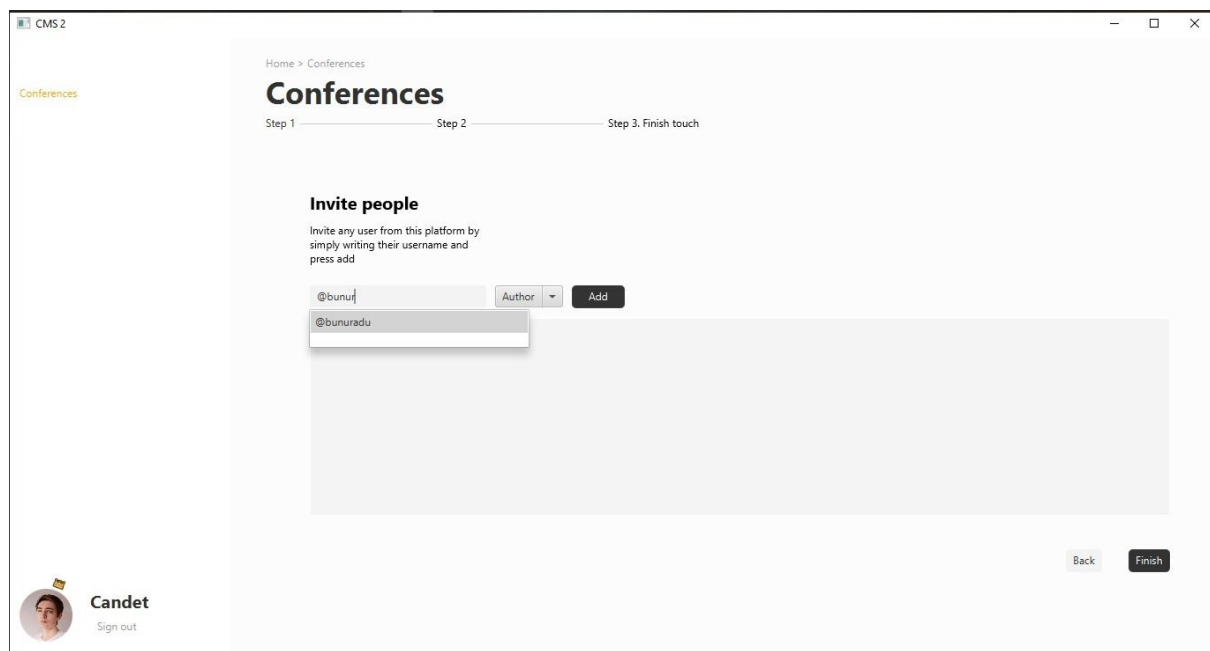 CMS 2
Home > Conferences
Conferences
Conferences
Step 1 Step 2 Step 3. Finish touch
Invite people
Invite any user from this platform by
simply writing their username and
press add
@bunur Author Add
@bunuradu
Back Finish
Candet
Sign out